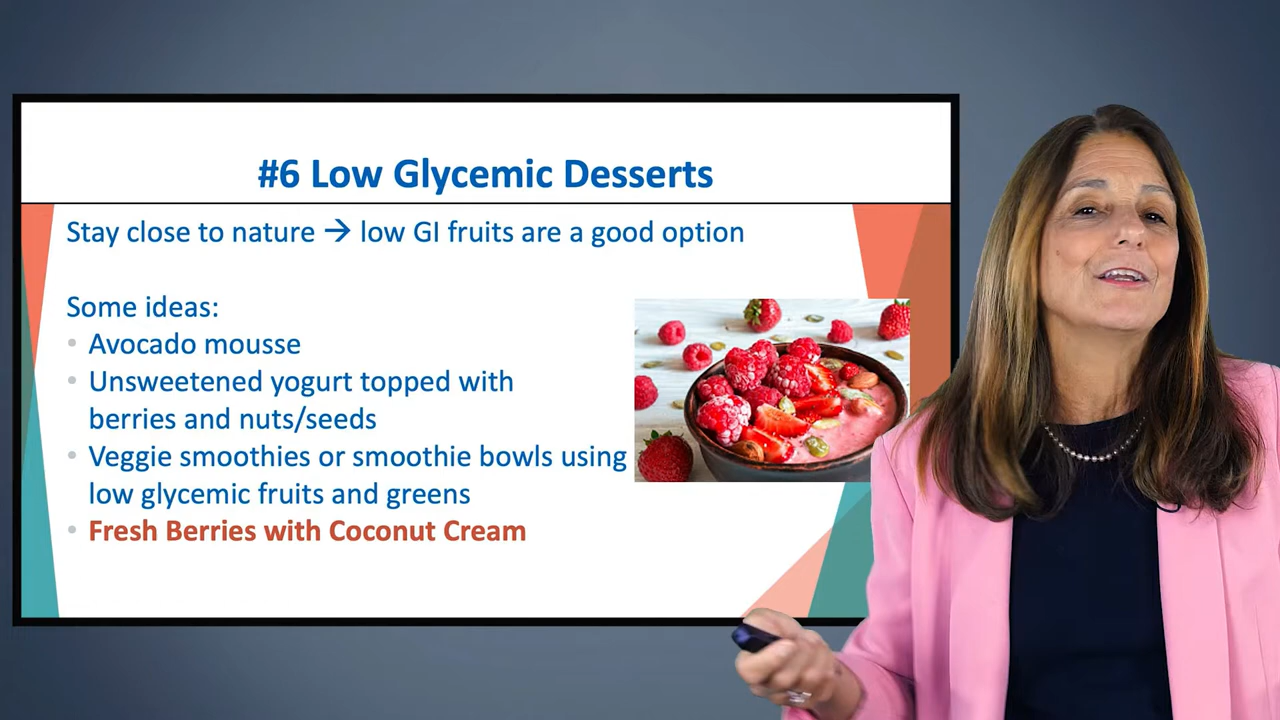 #6 Low Glycemic Desserts
Stay close to nature → low GI fruits are a good option
Some ideas:
• Avocado mousse
• Unsweetened yogurt topped with
berries and nuts/seeds
• Veggie smoothies or smoothie bowls using
low glycemic fruits and greens
• Fresh Berries with Coconut Cream